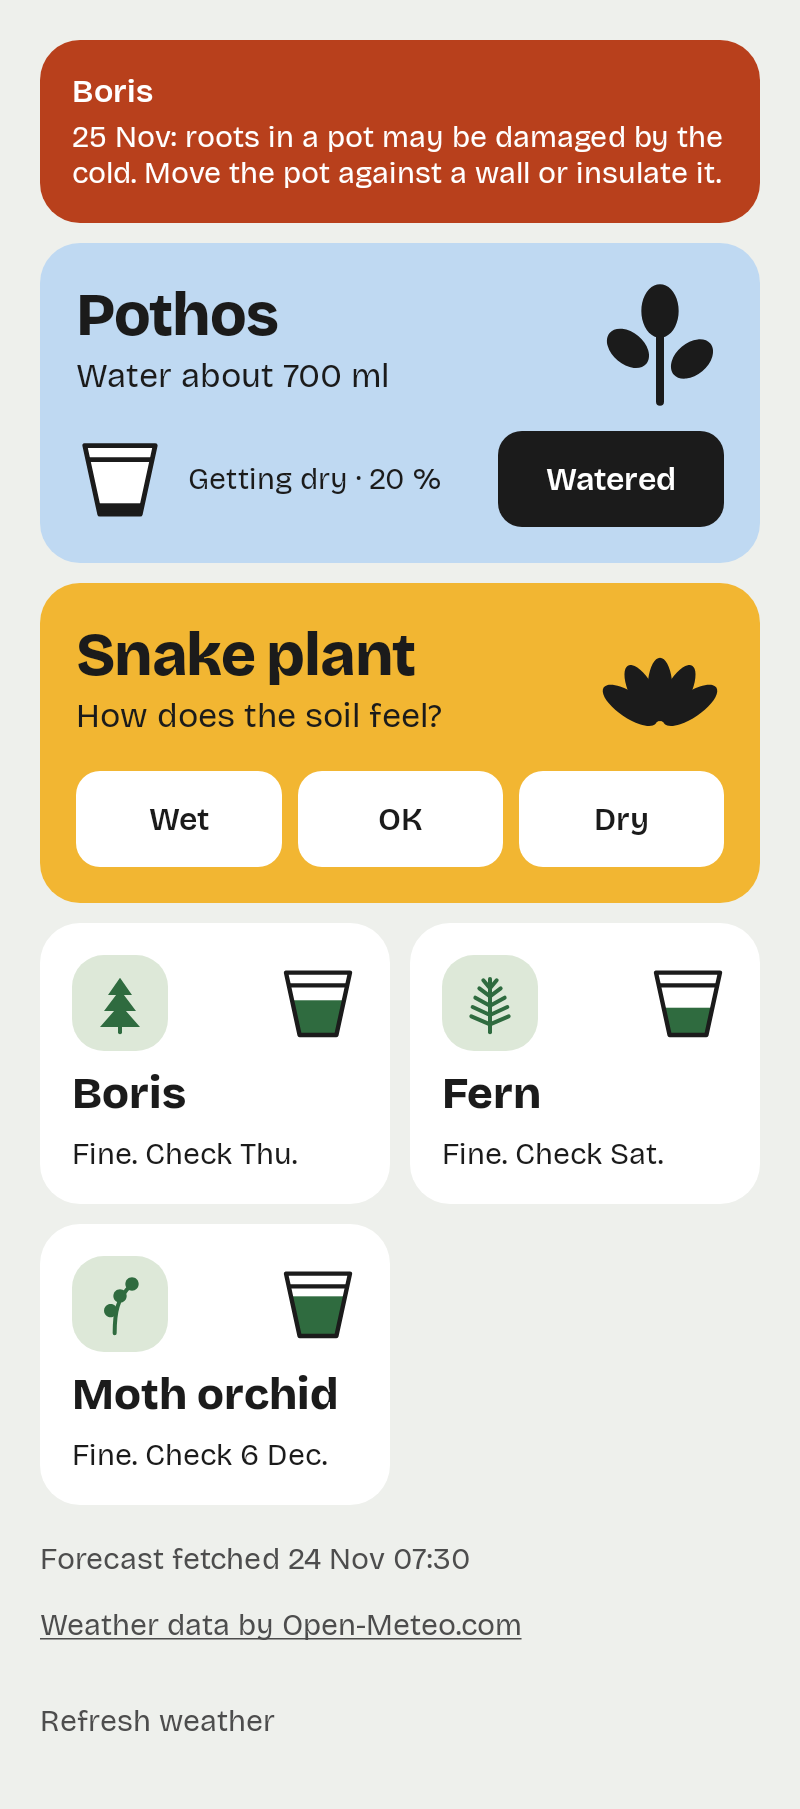 Boris
25 Nov: roots in a pot may be damaged by the
cold. Move the pot against a wall or insulate it.
Pothos
Water about 700 ml
Getting dry · 20 %
Watered
Snake plant
How does the soil feel?
Wet
OK
Dry
Boris
Fine. Check Thu.
Fern
Fine. Check Sat.
Moth orchid
Fine. Check 6 Dec.
Forecast fetched 24 Nov 07:30
Weather data by Open-Meteo.com
Refresh weather